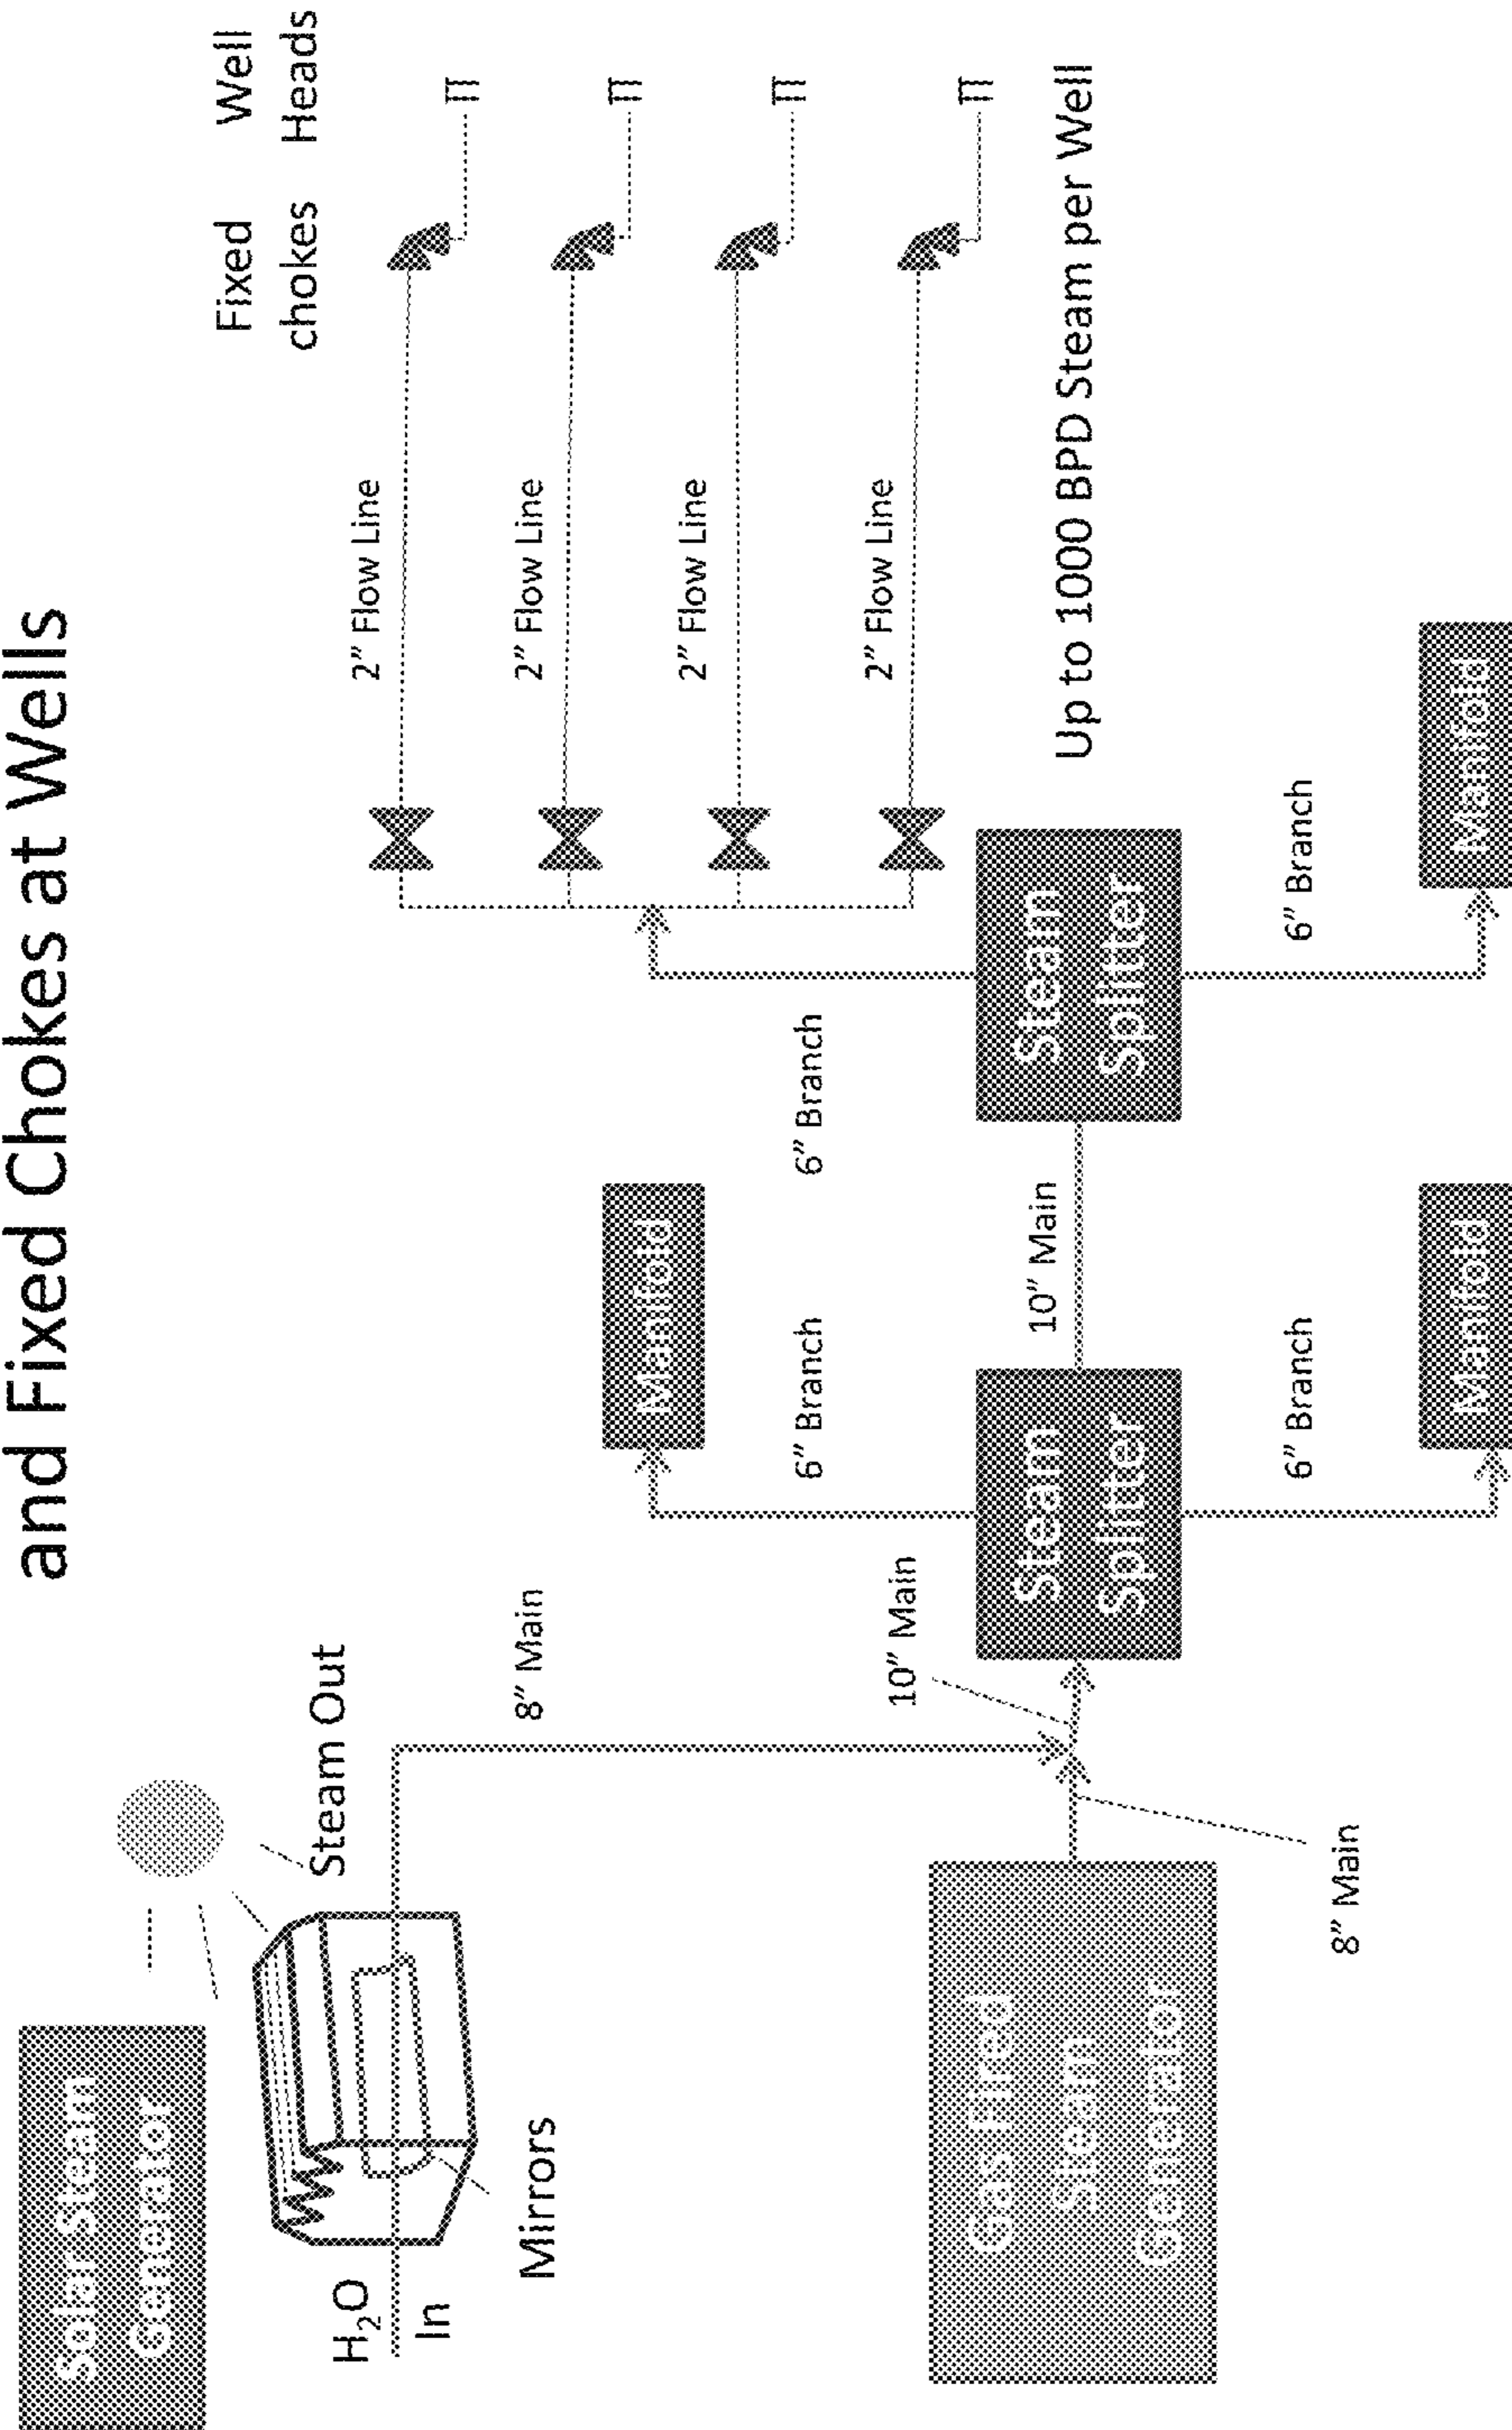 and Fixed Chokes at Wells
Solar Steam
Generator
Steam Out
H₂O
In
Mirrors
8" Main
Gas Fired
Steam
Generator
8" Main
10" Main
Steam
Splitter
6" Branch
Manifold
6" Branch
Manifold
10" Main
Steam
Splitter
6" Branch
6" Branch
Manifold
2" Flow Line
2" Flow Line
2" Flow Line
2" Flow Line
Fixed
chokes
Well
Heads
Up to 1000 BPD Steam per Well